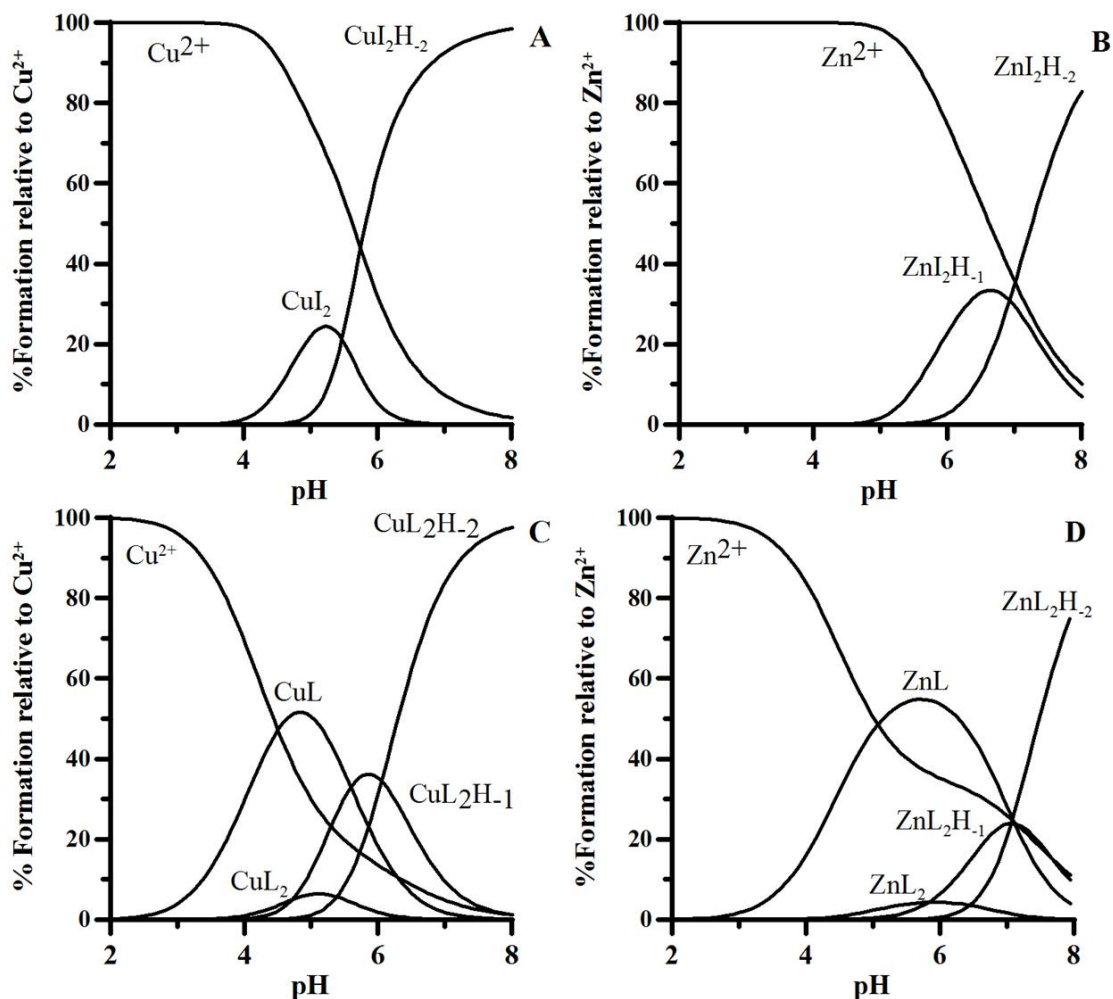 %Formation relative to Cu²⁺
100
80
60
40
20
0
2
4
6
8
pH
Cu²⁺
CuI₂
CuI₂H₋₂
A
%Formation relative to Zn²⁺
100
80
60
40
20
0
2
4
6
8
pH
Zn²⁺
ZnI₂H₋₁
ZnI₂H₋₂
B
% Formation relative to Cu²⁺
100
80
60
40
20
0
2
4
6
8
pH
Cu²⁺
CuL
CuL₂
CuL₂H₋₁
CuL₂H₋₂
C
%Formation relative to Zn²⁺
100
80
60
40
20
0
2
4
6
8
pH
Zn²⁺
ZnL
ZnL₂
ZnL₂H₋₁
ZnL₂H₋₂
D